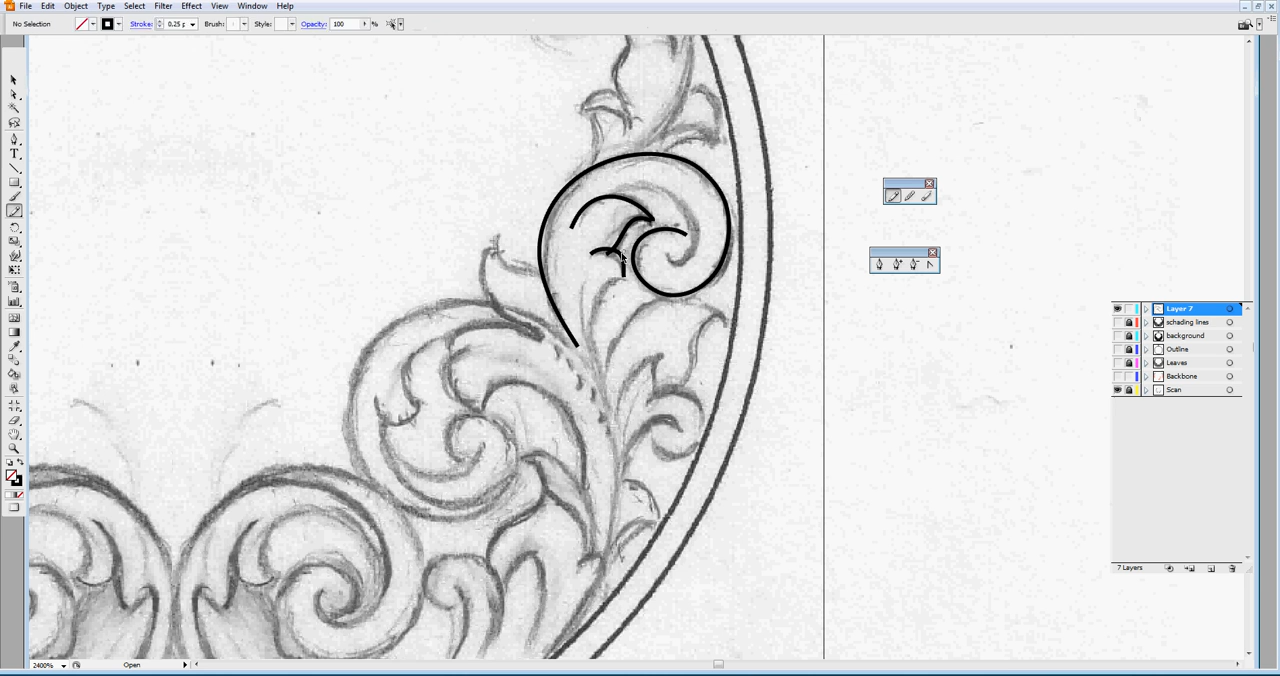 File Edit Object Type Select Filter Effect View Window Help
No Selection Stroke: 0.25 p Brush: Style: Opacity: 100 %
Layer 7
schading lines
background
Outline
Leaves
Backbone
Scan
7 Layers
2400% Open